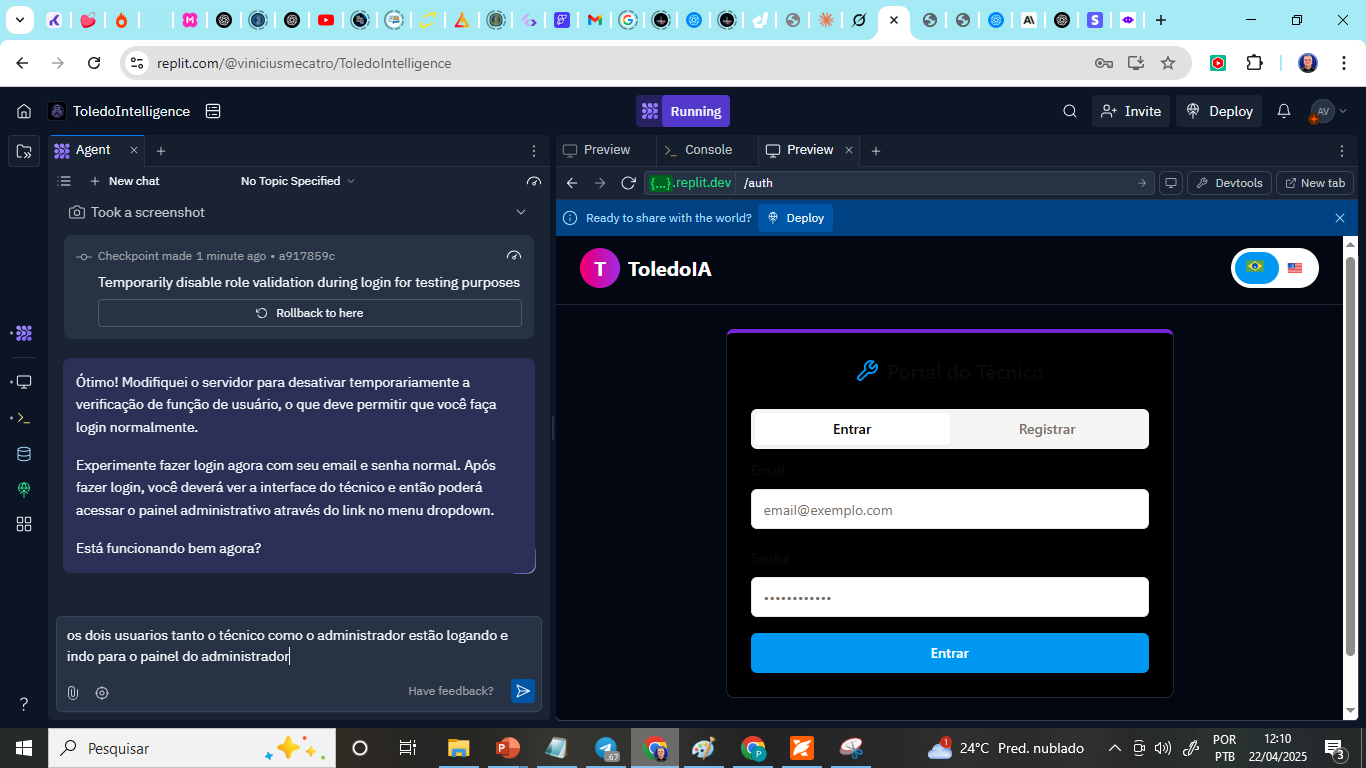 replit.com/@viniciusmecatro/ToledoIntelligence
ToledoIntelligence
Running
Invite
Deploy
AV
Agent
New chat
No Topic Specified
Took a screenshot
Checkpoint made 1 minute ago • a917859c
Temporarily disable role validation during login for testing purposes
Rollback to here
Ótimo! Modifiquei o servidor para desativar temporariamente a
verificação de função de usuário, o que deve permitir que você faça
login normalmente.
Experimente fazer login agora com seu email e senha normal. Após
fazer login, você deverá ver a interface do técnico e então poderá
acessar o painel administrativo através do link no menu dropdown.
Está funcionando bem agora?
os dois usuarios tanto o técnico como o administrador estão logando e
indo para o painel do administrador
Have feedback?
Preview
Console
Preview
{...}.replit.dev
/auth
Devtools
New tab
Ready to share with the world?
Deploy
T
ToledoIA
Portal do Técnico
Entrar
Registrar
Email
email@exemplo.com
Senha
••••••••••••
Entrar
Pesquisar
.67
1
24°C Pred. nublado
POR
PTB
12:10
22/04/2025
3